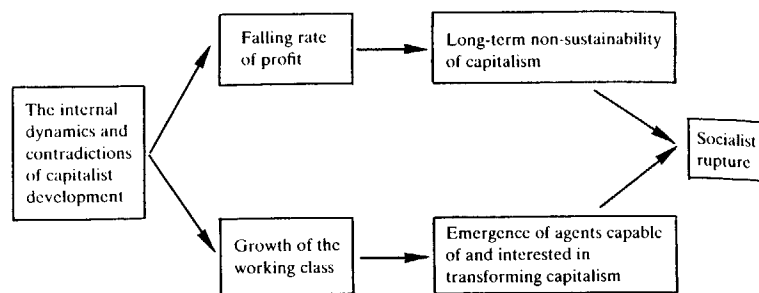 The internal
dynamics and
contradictions
of capitalist
development
Falling rate
of profit
Long-term non-sustainability
of capitalism
Growth of the
working class
Emergence of agents capable
of and interested in
transforming capitalism
Socialist
rupture